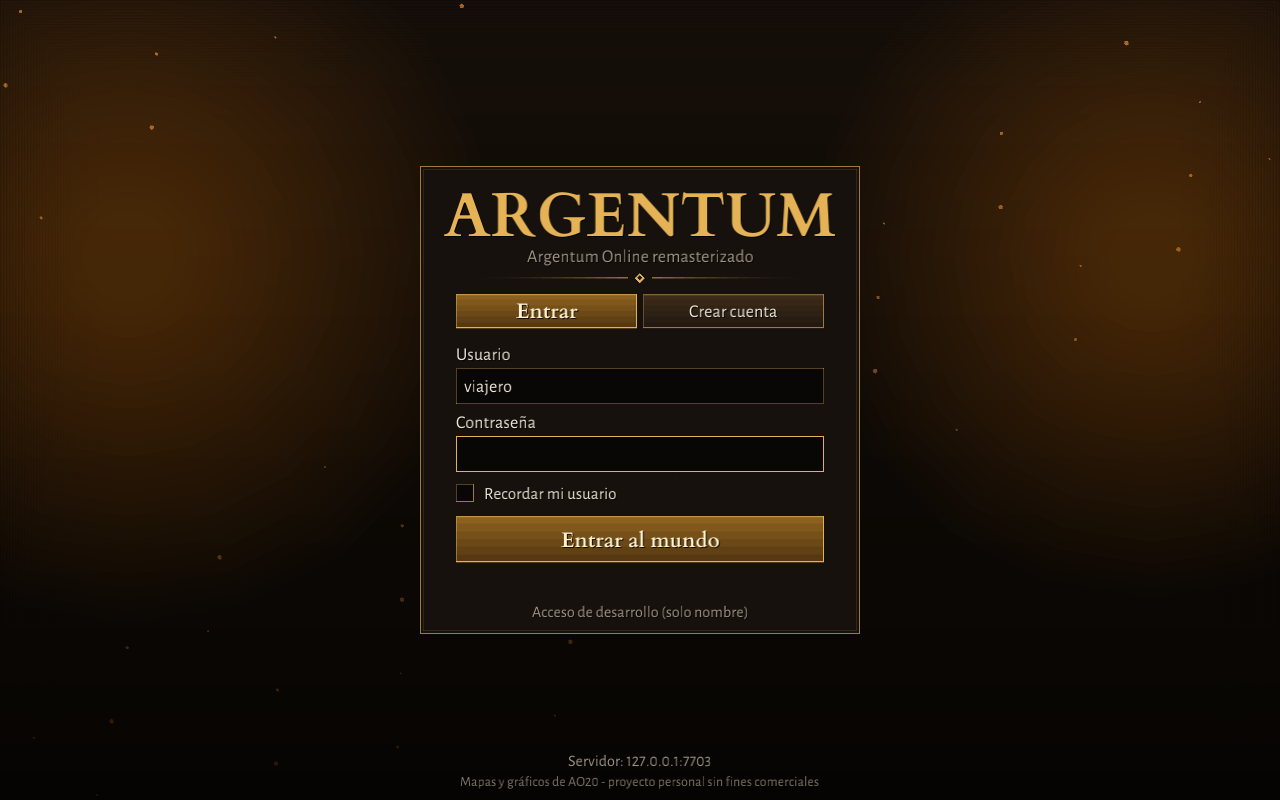 ARGENTUM
Argentum Online remasterizado
Entrar
Crear cuenta
Usuario
viajero
Contraseña
Recordar mi usuario
Entrar al mundo
Acceso de desarrollo (solo nombre)
Servidor: 127.0.0.1:7703
Mapas y gráficos de AO20 - proyecto personal sin fines comerciales